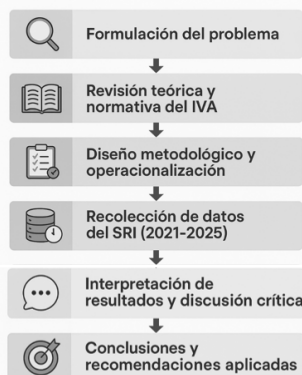 Formulación del problema
Revisión teórica y
normativa del IVA
Diseño metodológico y
operacionalización
Recolección de datos
del SRI (2021-2025)
Interpretación de
resultados y discusión crítica
Conclusiones y
recomendaciones aplicadas